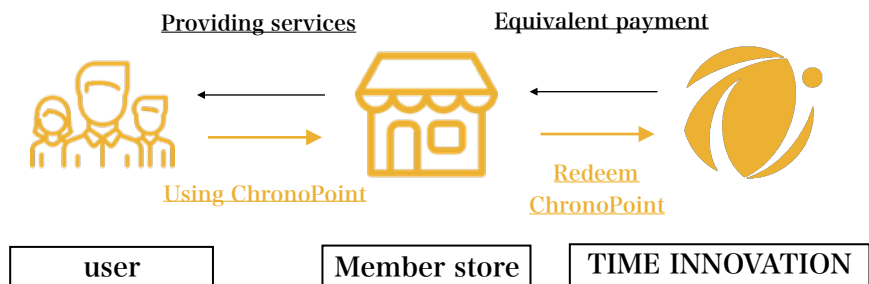 Providing services
Equivalent payment
Using ChronoPoint
Redeem
ChronoPoint
user
Member store
TIME INNOVATION